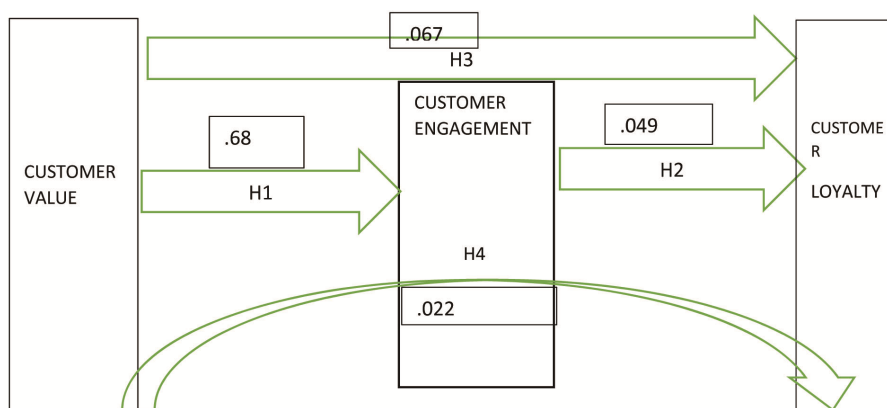 .067
H3
CUSTOMER
ENGAGEMENT
.68
.049
CUSTOME
R
LOYALTY
CUSTOMER
VALUE
H1
H2
H4
.022